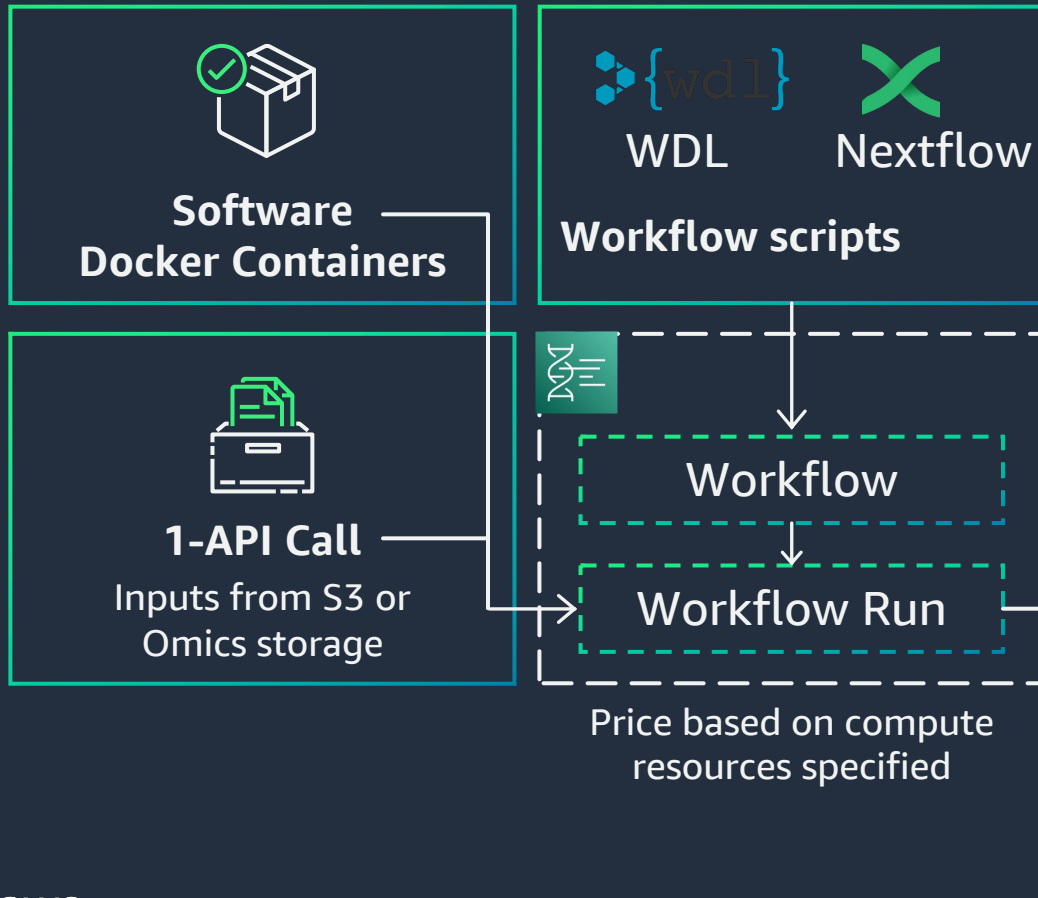 Software
Docker Containers
{wdl}
WDL
Nextflow
Workflow scripts
1-API Call
Inputs from S3 or
Omics storage
Workflow
Workflow Run
Price based on compute
resources specified